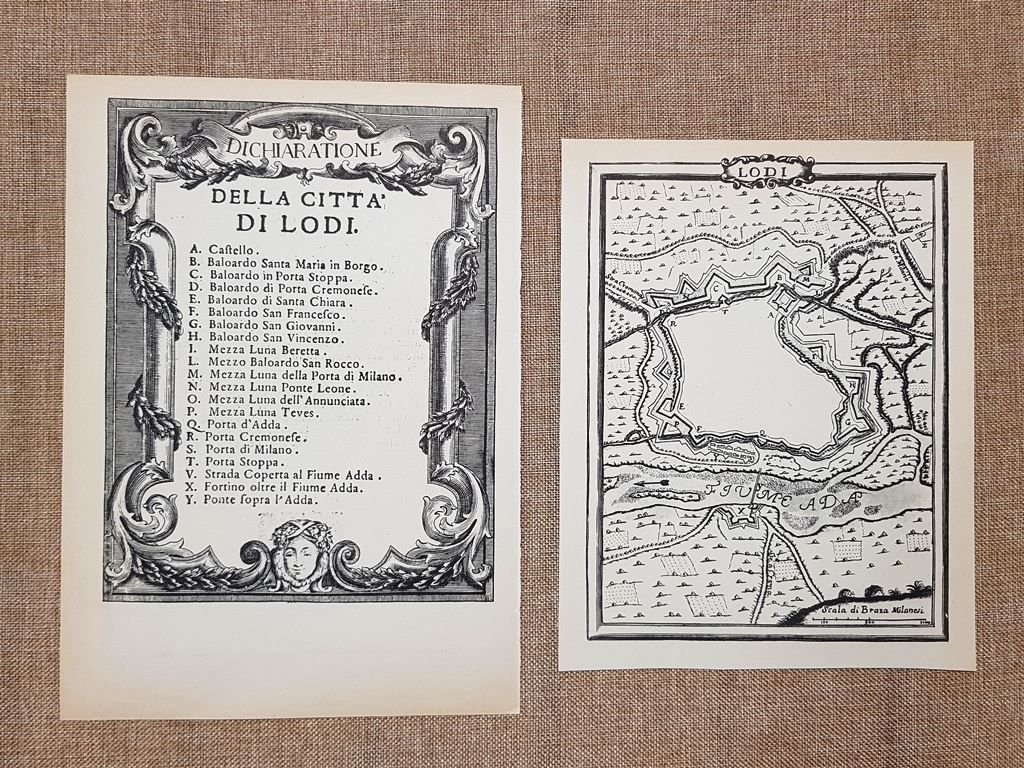 DICHIARATIONE
DELLA CITTA'
DI LODI.
A. Caſtello.
B. Baloardo Santa Maria in Borgo.
C. Baloardo in Porta Stoppa.
D. Baloardo di Porta Cremoneſe.
E. Baloardo di Santa Chiara.
F. Baloardo San Franceſco.
G. Baloardo San Giovanni.
H. Baloardo San Vincenzo.
I. Mezza Luna Beretta.
L. Mezzo Baloardo San Rocco.
M. Mezza Luna della Porta di Milano.
N. Mezza Luna Ponte Leone.
O. Mezza Luna dell'Annunciata.
P. Mezza Luna Teves.
Q. Porta d'Adda.
R. Porta Cremoneſe.
S. Porta di Milano.
T. Porta Stoppa.
V. Strada Coperta al Fiume Adda.
X. Fortino oltre il Fiume Adda.
Y. Ponte ſopra l'Adda.
LODI
Z
R
T
A
E
FIUME ADÆ
X
Scala di Braza Milanesi